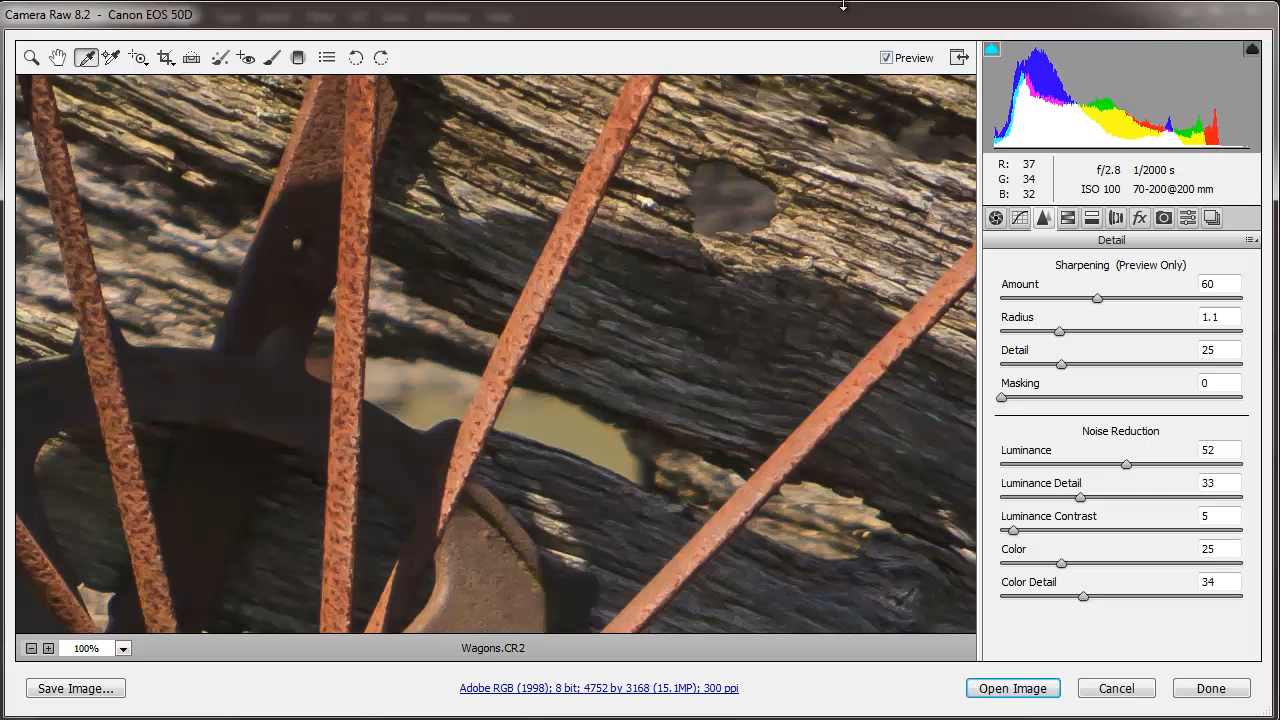 Camera Raw 8.2 - Canon EOS 50D
Preview
R: 37
G: 34
B: 32
f/2.8 1/2000 s
ISO 100 70-200@200 mm
fx
Detail
Sharpening (Preview Only)
Amount 60
Radius 1.1
Detail 25
Masking 0
Noise Reduction
Luminance 52
Luminance Detail 33
Luminance Contrast 5
Color 25
Color Detail 34
100%
Wagons.CR2
Save Image...
Adobe RGB (1998); 8 bit; 4752 by 3168 (15.1MP); 300 ppi
Open Image
Cancel
Done